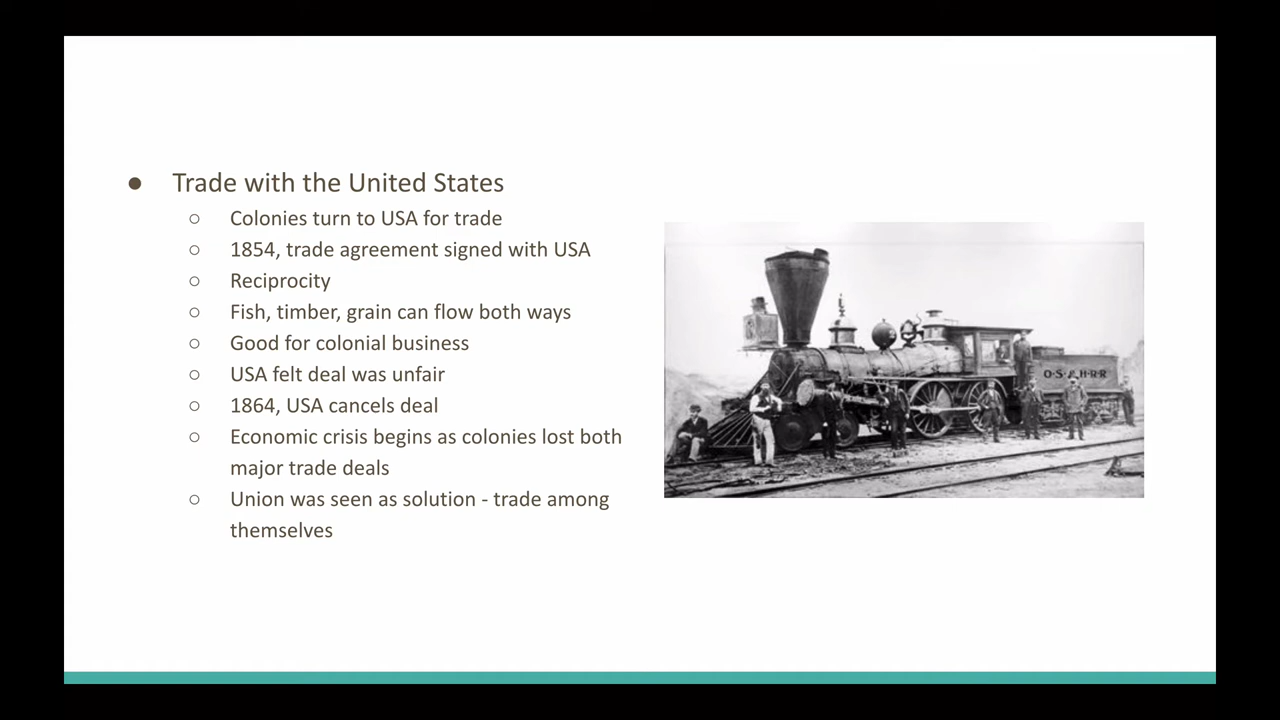 ● Trade with the United States
○ Colonies turn to USA for trade
○ 1854, trade agreement signed with USA
○ Reciprocity
○ Fish, timber, grain can flow both ways
○ Good for colonial business
○ USA felt deal was unfair
○ 1864, USA cancels deal
○ Economic crisis begins as colonies lost both
major trade deals
○ Union was seen as solution - trade among
themselves
O·S·&·H·R·R